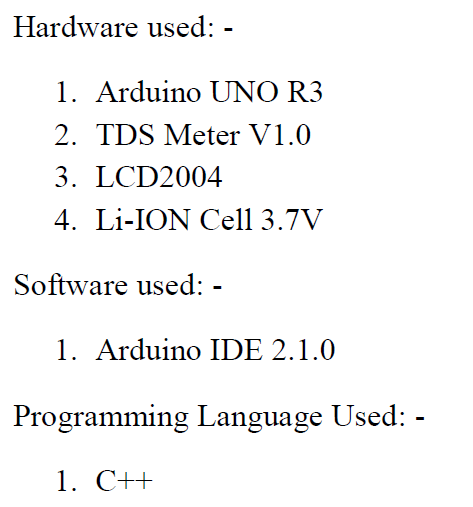 Hardware used: -
1. Arduino UNO R3
2. TDS Meter V1.0
3. LCD2004
4. Li-ION Cell 3.7V
Software used: -
1. Arduino IDE 2.1.0
Programming Language Used: -
1. C++